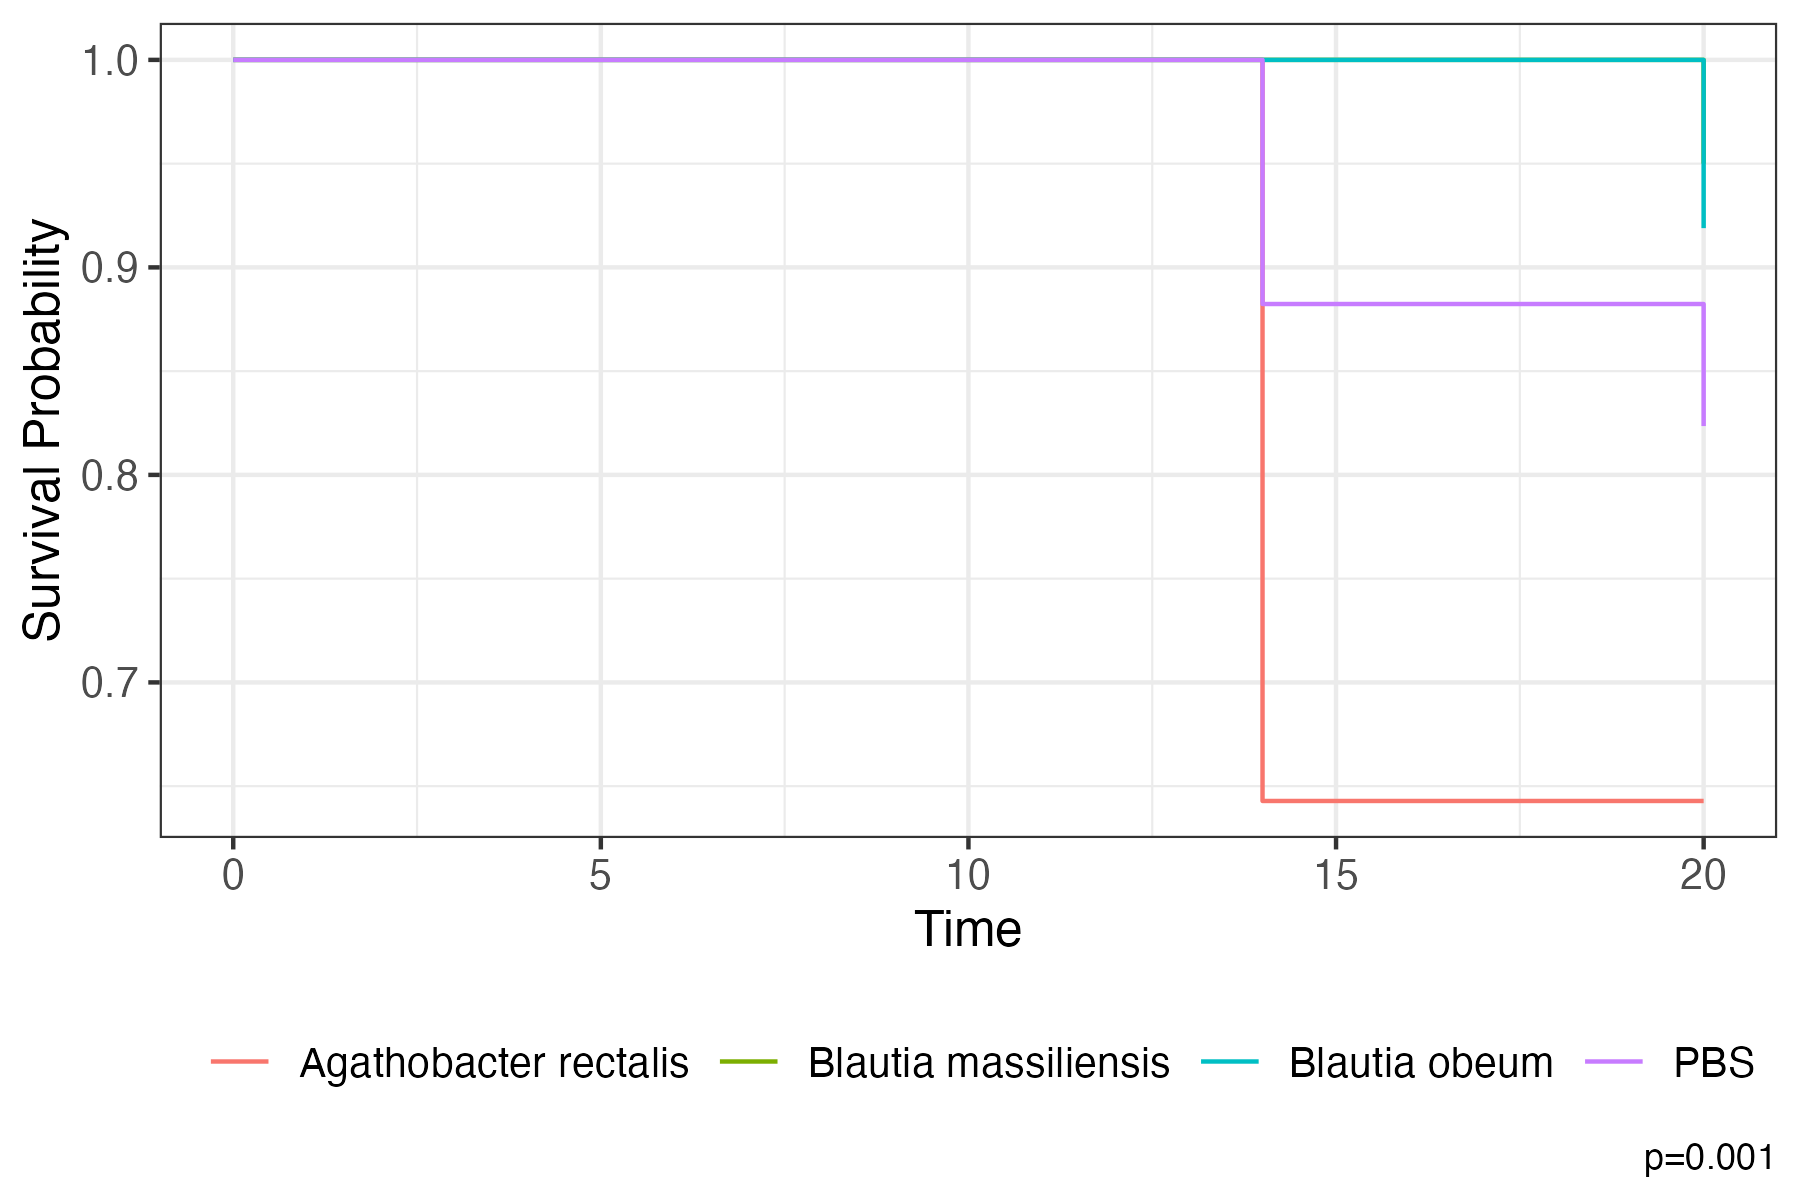 Survival Probability
1.0
0.9
0.8
0.7
0 5 10 15 20
Time
Agathobacter rectalis Blautia massiliensis Blautia obeum PBS
p=0.001